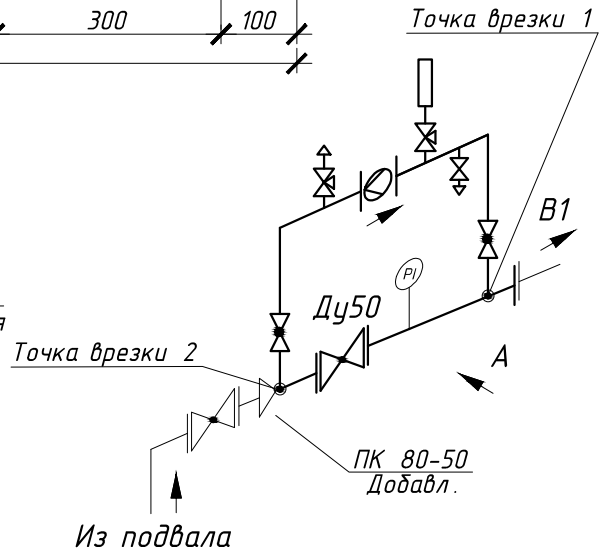 300
100
Точка врезки 1
В1
PI
Ду50
я
Точка врезки 2
А
ПК 80-50
Добавл.
Из подвала